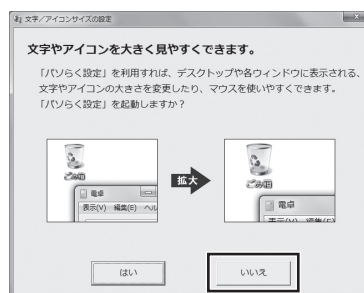 文字／アイコンサイズの設定
文字やアイコンを大きく見やすくできます。
「パソらく設定」を利用すれば、デスクトップや各ウィンドウに表示される、
文字やアイコンの大きさを変更したり、マウスを使いやすくできます。
「パソらく設定」を起動しますか？
ごみ箱
電卓
表示(V) 編集(E) ヘル
拡大
ごみ箱
電卓
表示(V) 編集(E)
はい
いいえ